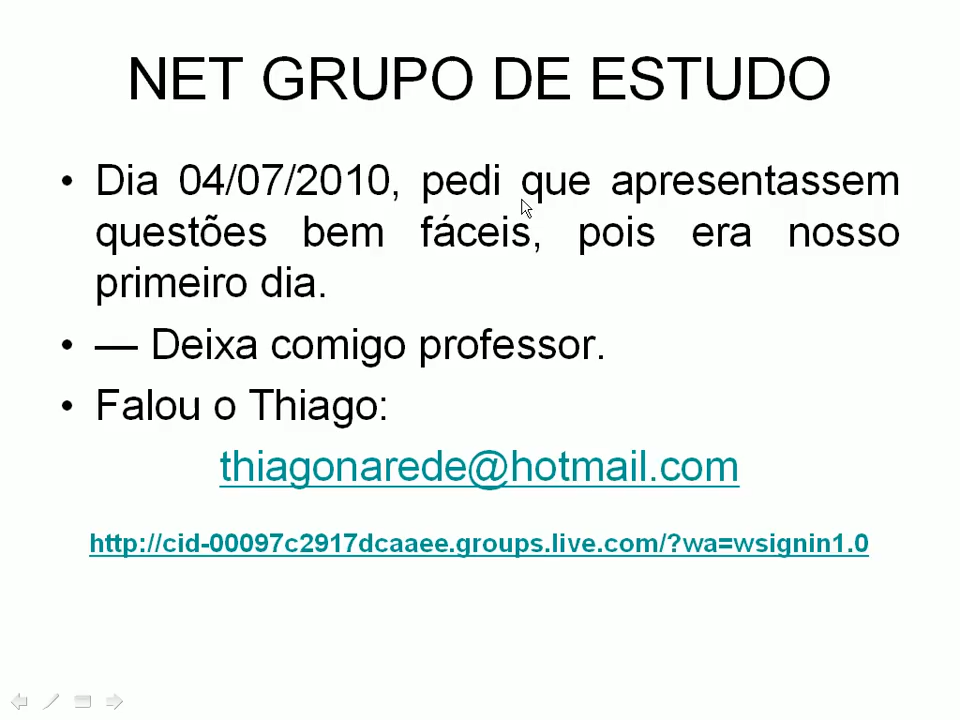 NET GRUPO DE ESTUDO
• Dia 04/07/2010, pedi que apresentassem
questões bem fáceis, pois era nosso
primeiro dia.
• — Deixa comigo professor.
• Falou o Thiago:
thiagonarede@hotmail.com
http://cid-00097c2917dcaaee.groups.live.com/?wa=wsignin1.0